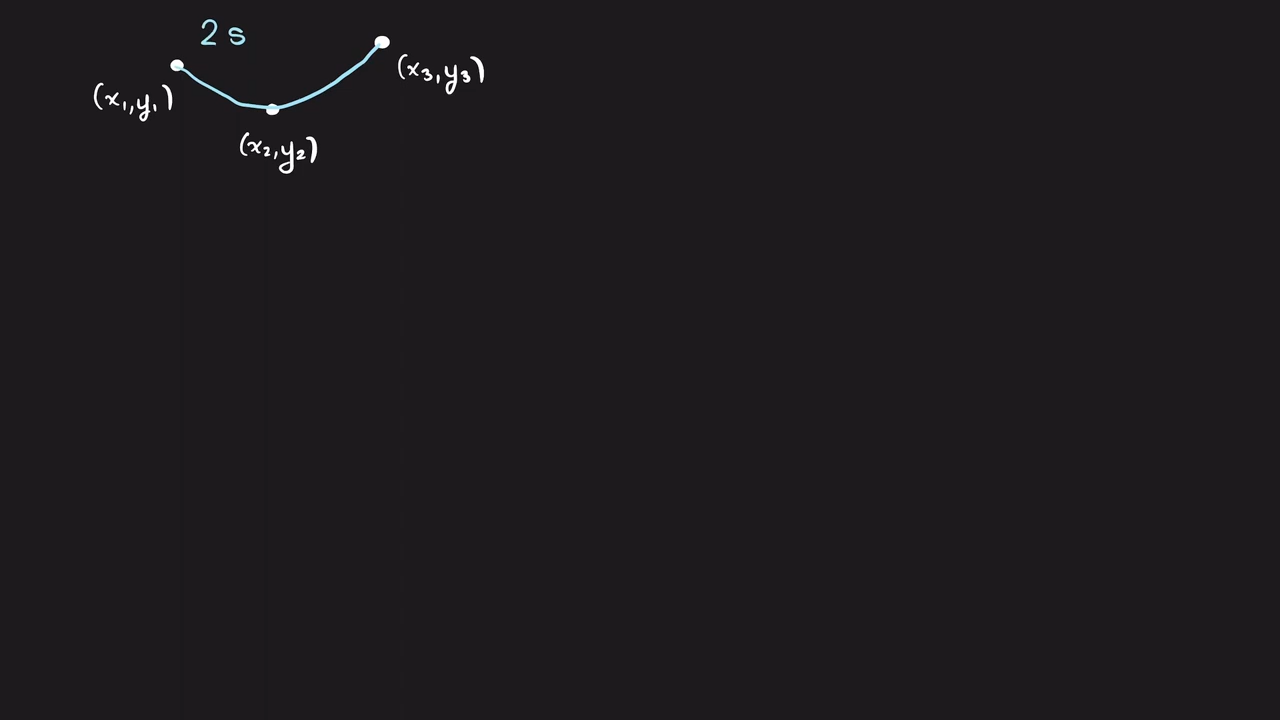 2 s
(x₃,y₃)
(x₁,y₁)
(x₂,y₂)